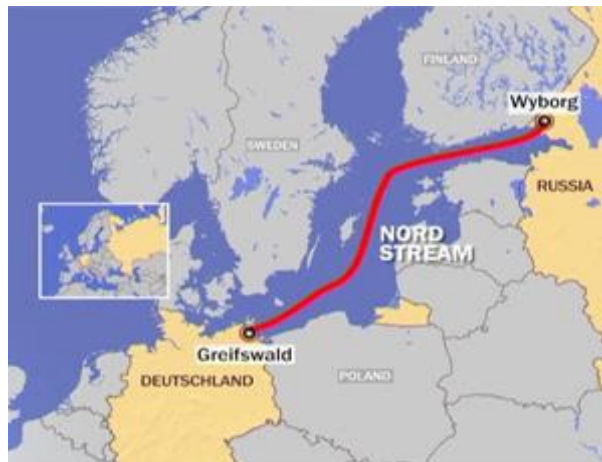 FINLAND
Wyborg
SWEDEN
RUSSIA
NORD
STREAM
Greifswald
DEUTSCHLAND
POLAND